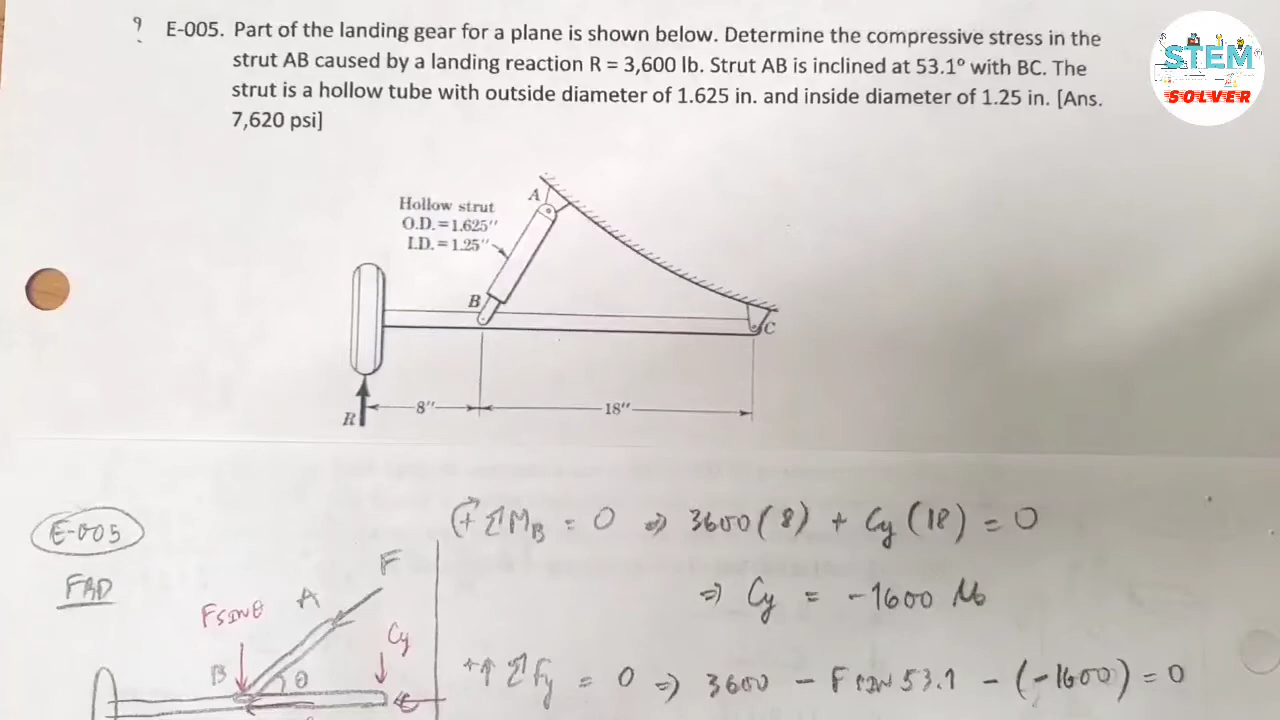 9 E-005. Part of the landing gear for a plane is shown below. Determine the compressive stress in the
strut AB caused by a landing reaction R = 3,600 lb. Strut AB is inclined at 53.1° with BC. The
strut is a hollow tube with outside diameter of 1.625 in. and inside diameter of 1.25 in. [Ans.
7,620 psi]
STEM
SOLVER
A
Hollow strut
O.D.=1.625"
I.D.=1.25"
B
C
8"
18"
R
E-005
FBD
+ ΣM_B = 0 ⇒ 3600(8) + Cy(18) = 0
⇒ Cy = -1600 lb
+↑ ΣFy = 0 ⇒ 3600 - F SIN 53.1 - (-1600) = 0
F
A
F SINθ
Cy
B
θ